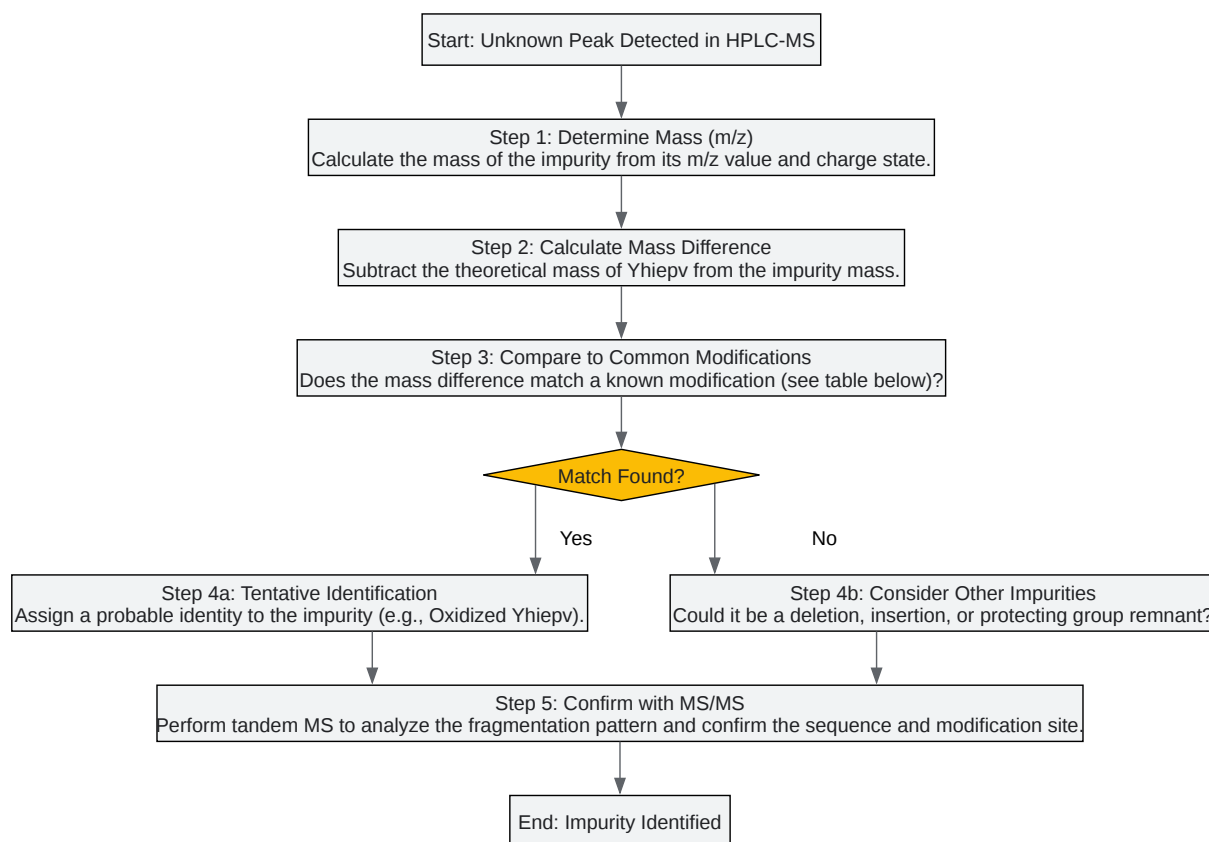 Start: Unknown Peak Detected in HPLC-MS
Step 1: Determine Mass (m/z)
Calculate the mass of the impurity from its m/z value and charge state.
Step 2: Calculate Mass Difference
Subtract the theoretical mass of Yhiepv from the impurity mass.
Step 3: Compare to Common Modifications
Does the mass difference match a known modification (see table below)?
Match Found?
Yes
No
Step 4a: Tentative Identification
Assign a probable identity to the impurity (e.g., Oxidized Yhiepv).
Step 4b: Consider Other Impurities
Could it be a deletion, insertion, or protecting group remnant?
Step 5: Confirm with MS/MS
Perform tandem MS to analyze the fragmentation pattern and confirm the sequence and modification site.
End: Impurity Identified